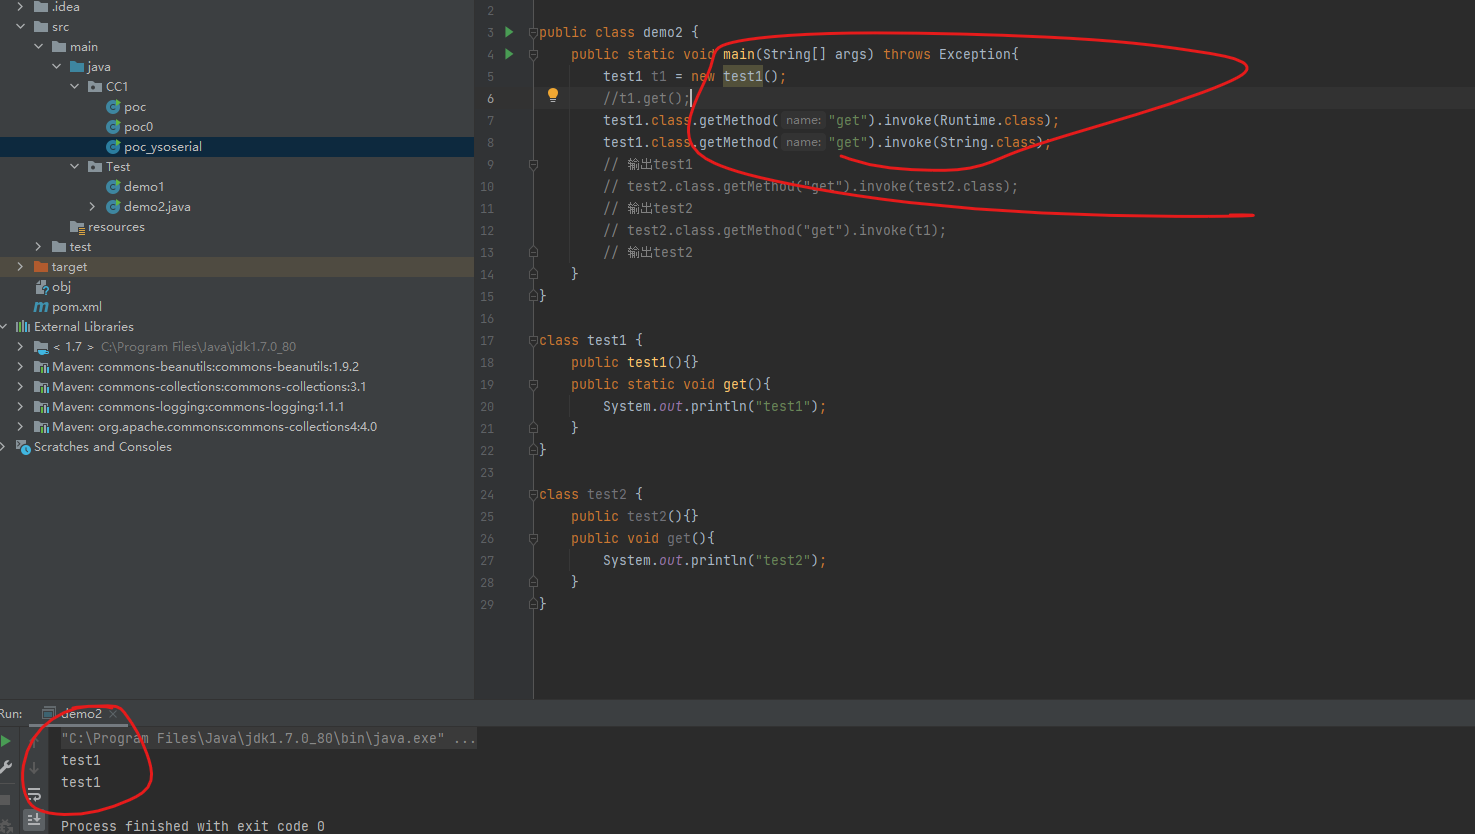 .idea
src
main
java
CC1
poc
poc0
poc_ysoserial
Test
demo1
demo2.java
resources
test
target
obj
pom.xml
External Libraries
< 1.7 > C:\Program Files\Java\jdk1.7.0_80
Maven: commons-beanutils:commons-beanutils:1.9.2
Maven: commons-collections:commons-collections:3.1
Maven: commons-logging:commons-logging:1.1.1
Maven: org.apache.commons:commons-collections4:4.0
Scratches and Consoles
2
3 public class demo2 {
4 public static void main(String[] args) throws Exception{
5 test1 t1 = new test1();
6 //t1.get();
7 test1.class.getMethod( name: "get").invoke(Runtime.class);
8 test1.class.getMethod( name: "get").invoke(String.class);
9 // 输出test1
10 // test2.class.getMethod("get").invoke(test2.class);
11 // 输出test2
12 // test2.class.getMethod("get").invoke(t1);
13 // 输出test2
14 }
15 }
16
17 class test1 {
18 public test1(){}
19 public static void get(){
20 System.out.println("test1");
21 }
22 }
23
24 class test2 {
25 public test2(){}
26 public void get(){
27 System.out.println("test2");
28 }
29 }
Run: demo2
"C:\Program Files\Java\jdk1.7.0_80\bin\java.exe" ...
test1
test1
Process finished with exit code 0